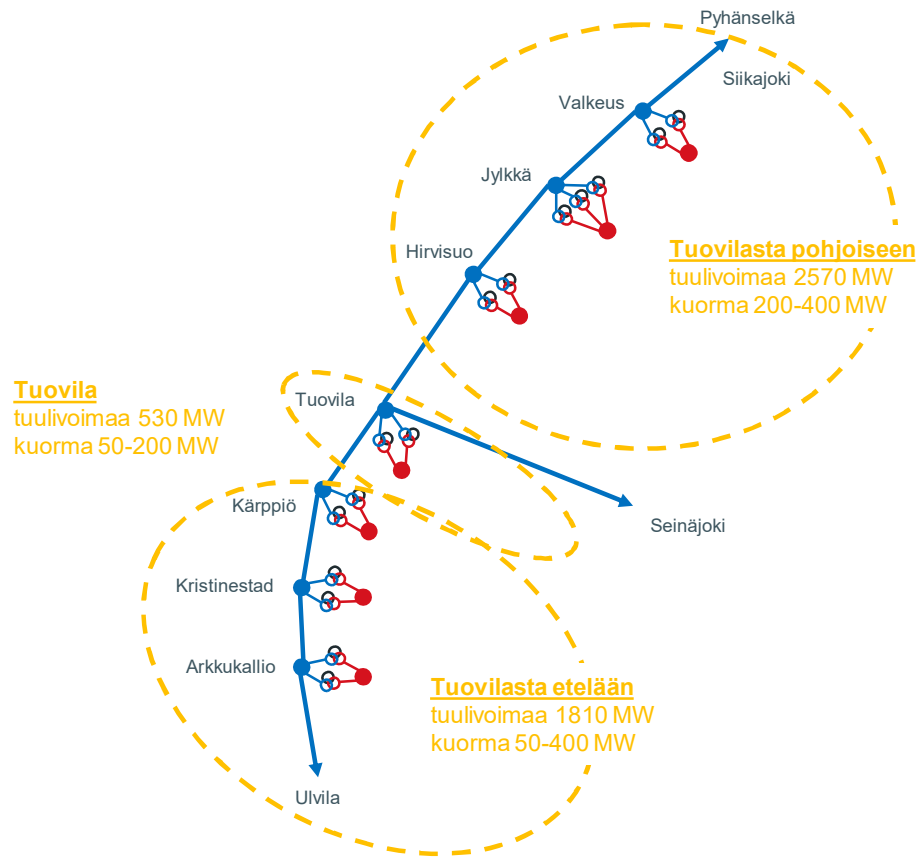 Pyhänselkä
Siikajoki
Valkeus
Jylkkä
Hirvisuo
Tuovilasta pohjoiseen
tuulivoimaa 2570 MW
kuorma 200-400 MW
Tuovila
tuulivoimaa 530 MW
kuorma 50-200 MW
Tuovila
Kärppiö
Seinäjoki
Kristinestad
Arkkukallio
Tuovilasta etelään
tuulivoimaa 1810 MW
kuorma 50-400 MW
Ulvila